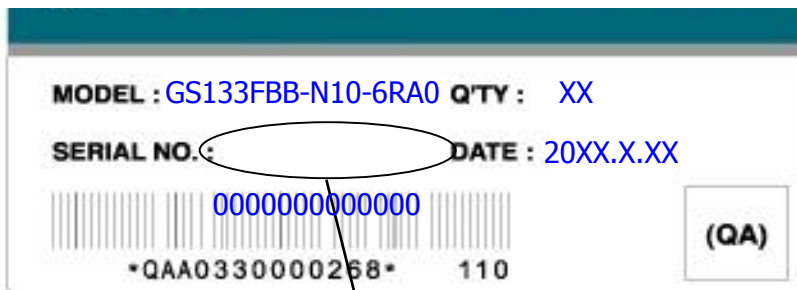 MODEL : GS133FBB-N10-6RA0 Q'TY : XX
SERIAL NO. : DATE : 20XX.X.XX
0000000000000
(QA)
*QAA0330000268* 110